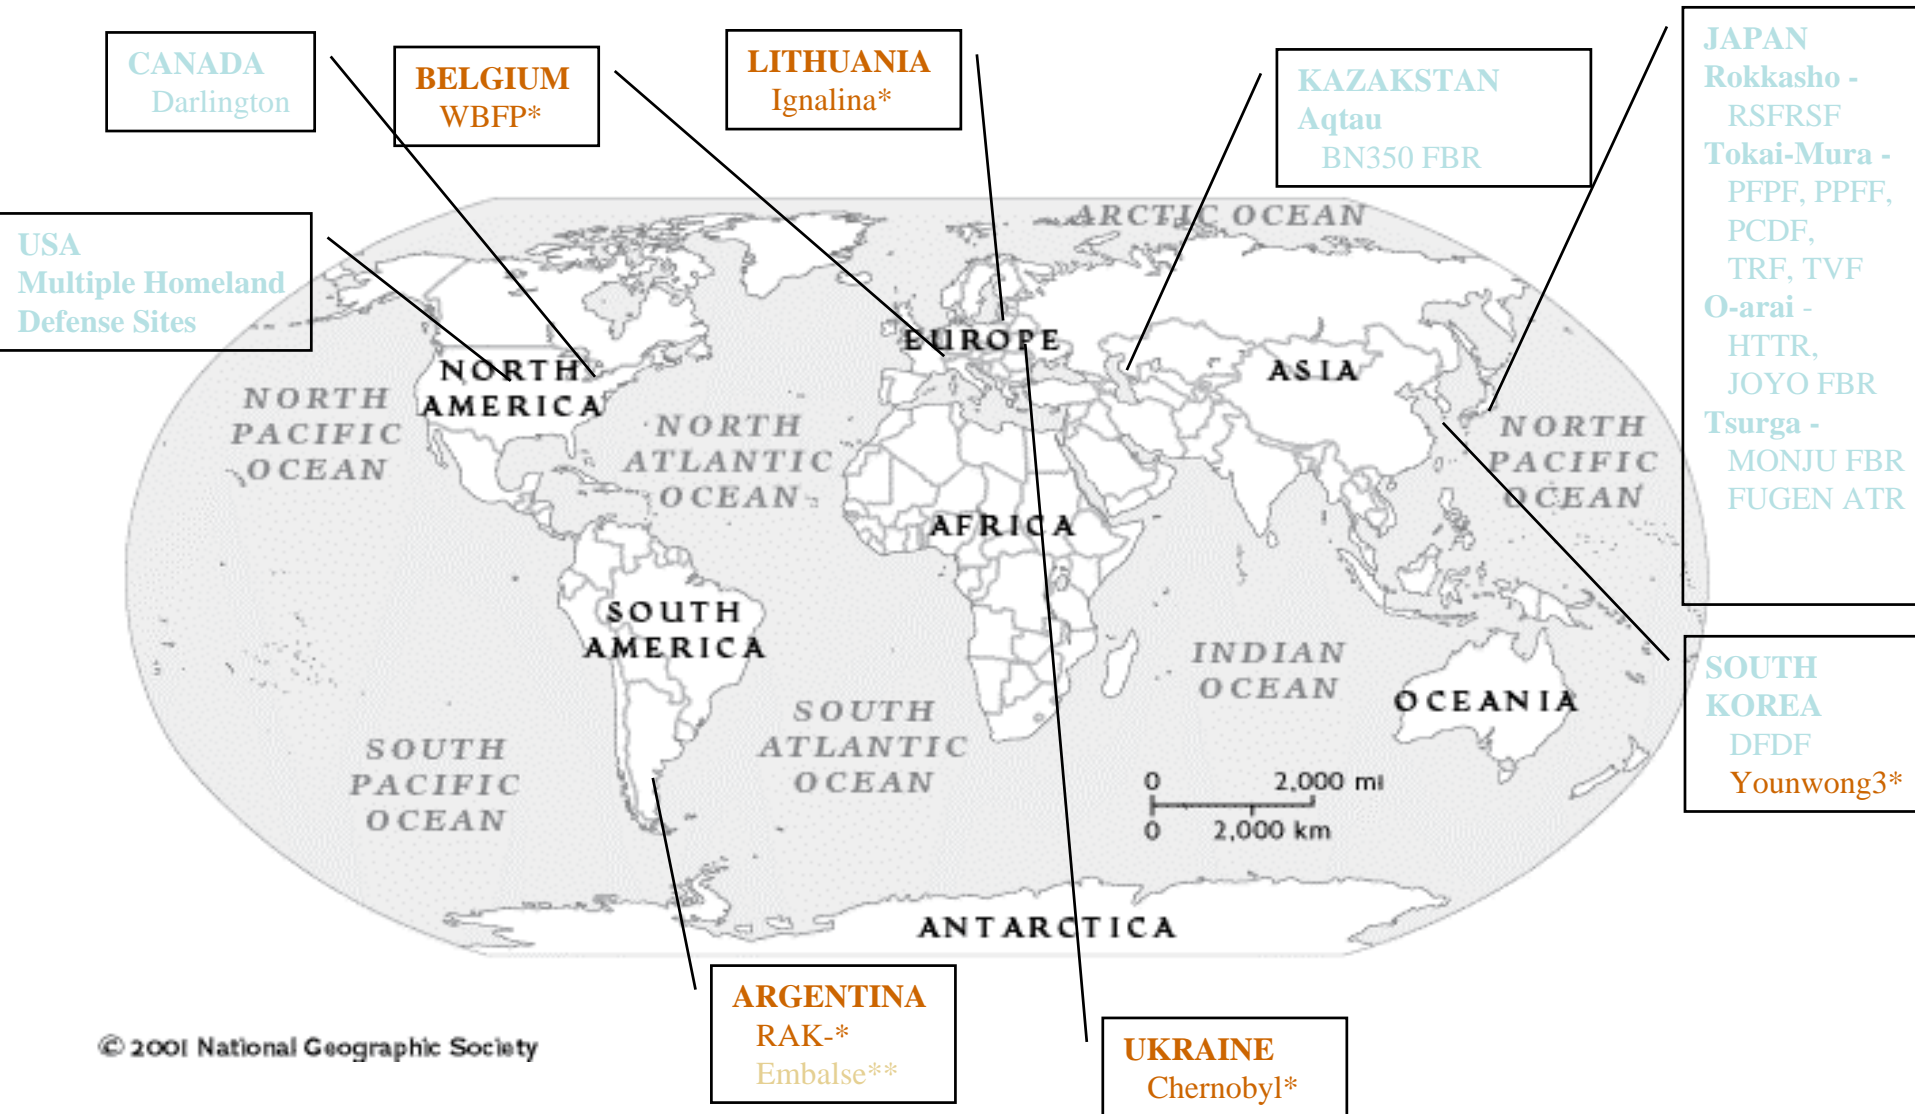 CANADA
Darlington
BELGIUM
WBFP*
LITHUANIA
Ignalina*
KAZAKSTAN
Aqtau
BN350 FBR
JAPAN
Rokkasho -
RSFRSF
Tokai-Mura -
PFPF, PPFF,
PCDF,
TRF, TVF
O-arai -
HTTR,
JOYO FBR
Tsurga -
MONJU FBR
FUGEN ATR
USA
Multiple Homeland
Defense Sites
ARCTIC OCEAN
EUROPE
NORTH
AMERICA
ASIA
NORTH
PACIFIC
OCEAN
NORTH
ATLANTIC
OCEAN
NORTH
PACIFIC
OCEAN
AFRICA
SOUTH
AMERICA
INDIAN
OCEAN
OCEANIA
SOUTH
KOREA
DFDF
Younwong3*
SOUTH
PACIFIC
OCEAN
SOUTH
ATLANTIC
OCEAN
0 2,000 mi
0 2,000 km
ANTARCTICA
ARGENTINA
RAK-*
Embalse**
UKRAINE
Chernobyl*
© 2001 National Geographic Society